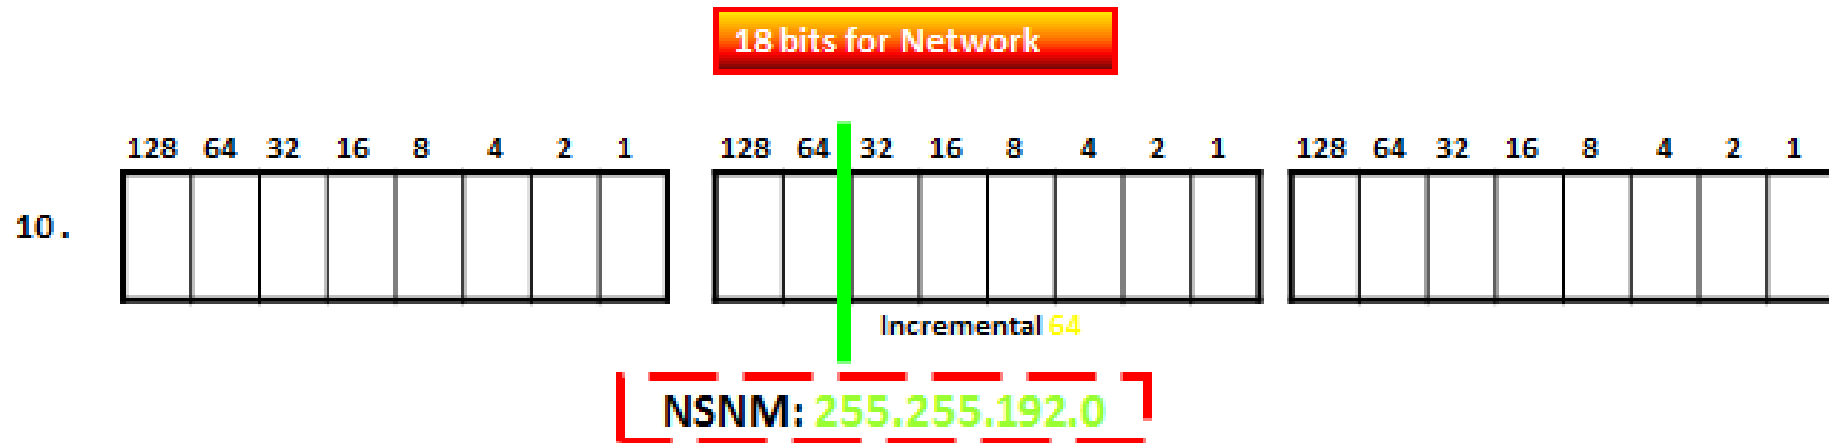 18 bits for Network
128 64 32 16 8 4 2 1 128 64 32 16 8 4 2 1 128 64 32 16 8 4 2 1
10.
Incremental 64
NSNM: 255.255.192.0